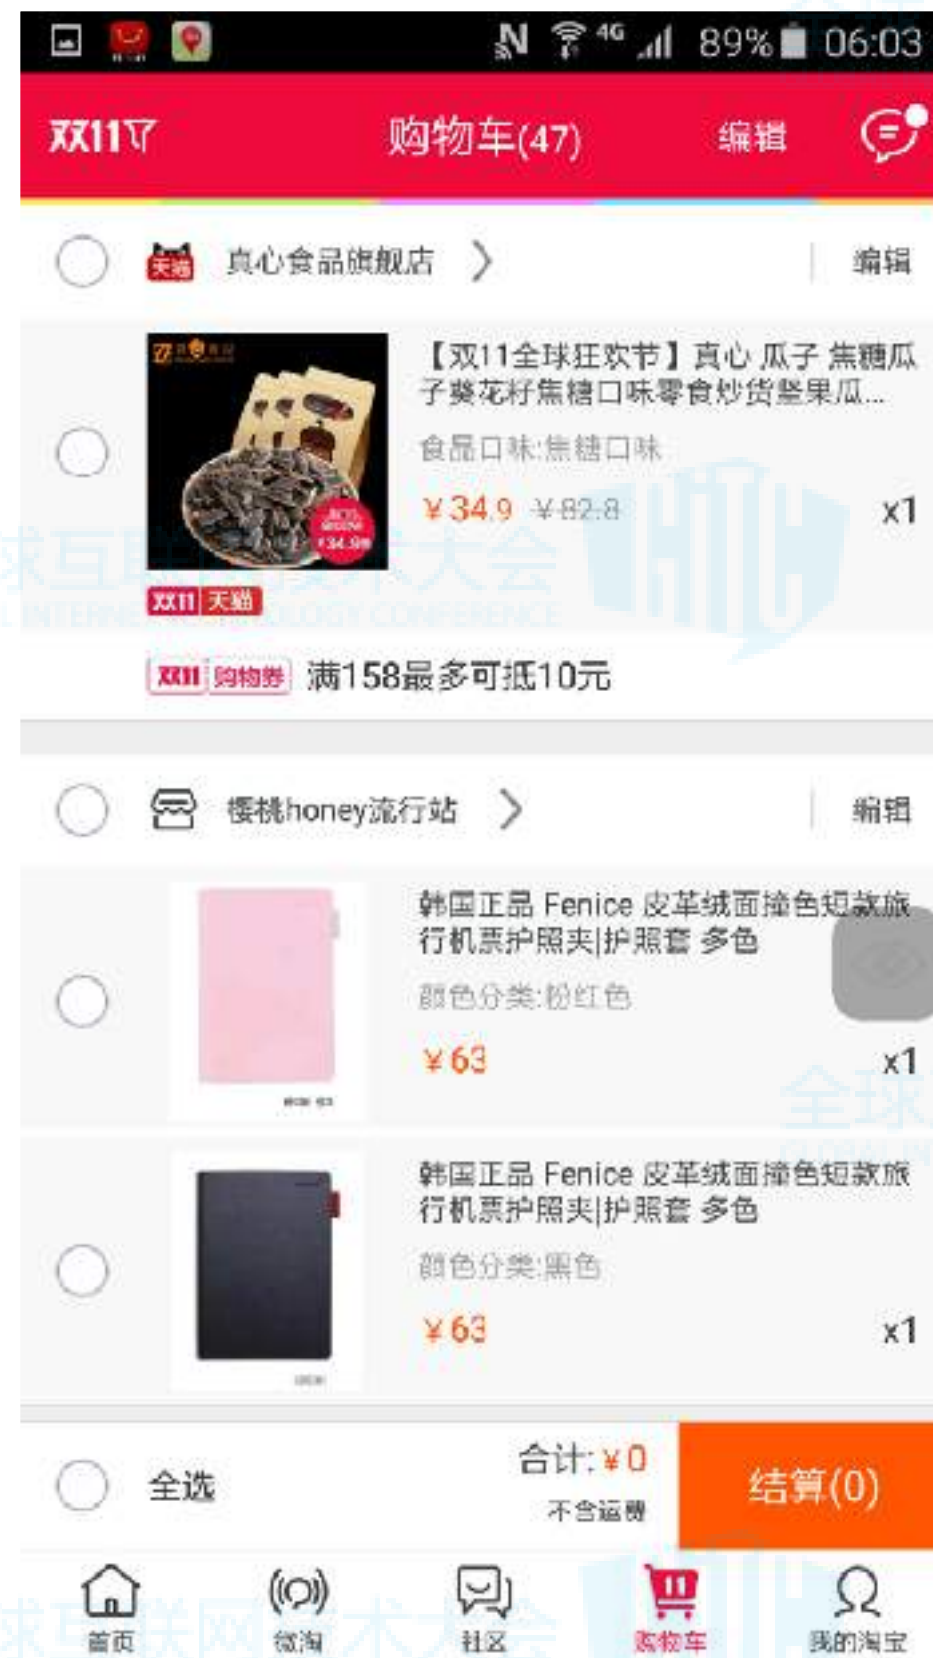 4G 89% 06:03
双11 购物车(47) 编辑
天猫 真心食品旗舰店 编辑
【双11全球狂欢节】真心 瓜子 焦糖瓜
子葵花籽焦糖口味零食炒货坚果瓜...
食品口味:焦糖口味
¥34.9 ¥82.8 x1
双11 天猫
双11 购物券 满158最多可抵10元
樱桃honey流行站 编辑
韩国正品 Fenice 皮革绒面撞色短款旅
行机票护照夹|护照套 多色
颜色分类:粉红色
¥63 x1
韩国正品 Fenice 皮革绒面撞色短款旅
行机票护照夹|护照套 多色
颜色分类:黑色
¥63 x1
全选 合计:¥0 结算(0)
不含运费
首页 微淘 社区 购物车 我的淘宝